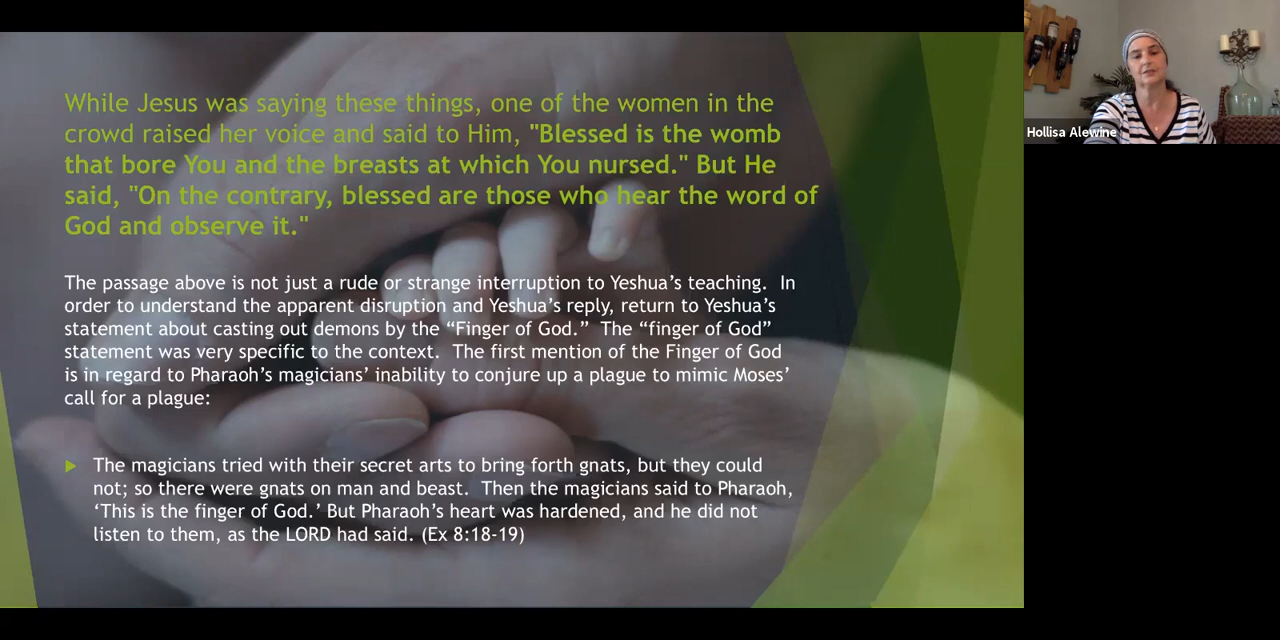 While Jesus was saying these things, one of the women in the
crowd raised her voice and said to Him, "Blessed is the womb
that bore You and the breasts at which You nursed." But He
said, "On the contrary, blessed are those who hear the word of
God and observe it."
The passage above is not just a rude or strange interruption to Yeshua’s teaching.  In
order to understand the apparent disruption and Yeshua’s reply, return to Yeshua’s
statement about casting out demons by the “Finger of God.”  The “finger of God”
statement was very specific to the context.  The first mention of the Finger of God
is in regard to Pharaoh’s magicians’ inability to conjure up a plague to mimic Moses’
call for a plague:
The magicians tried with their secret arts to bring forth gnats, but they could
not; so there were gnats on man and beast.  Then the magicians said to Pharaoh,
‘This is the finger of God.’ But Pharaoh’s heart was hardened, and he did not
listen to them, as the LORD had said. (Ex 8:18-19)
Hollisa Alewine